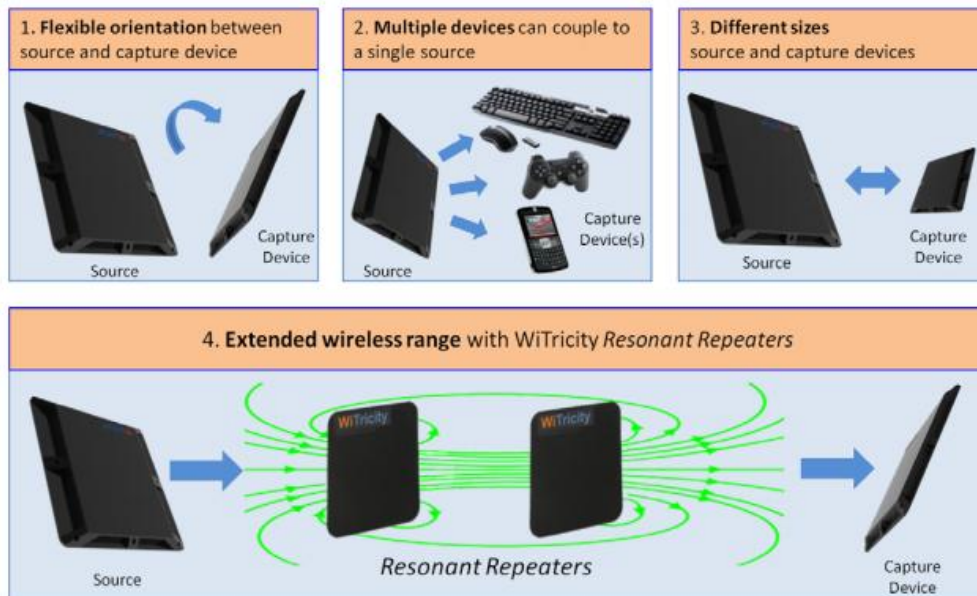 1. Flexible orientation between
source and capture device
Source
Capture
Device
2. Multiple devices can couple to
a single source
Source
Capture
Device(s)
3. Different sizes
source and capture devices
Source
Capture
Device
4. Extended wireless range with WiTricity Resonant Repeaters
Source
WiTricity
WiTricity
Resonant Repeaters
Capture
Device